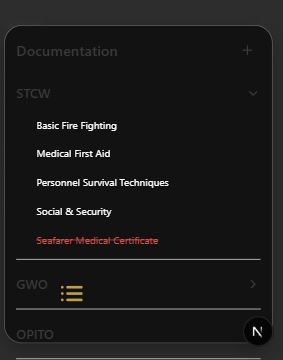 Documentation
STCW
Basic Fire Fighting
Medical First Aid
Personnel Survival Techniques
Social & Security
Seafarer Medical Certificate
GWO
OPITO
N